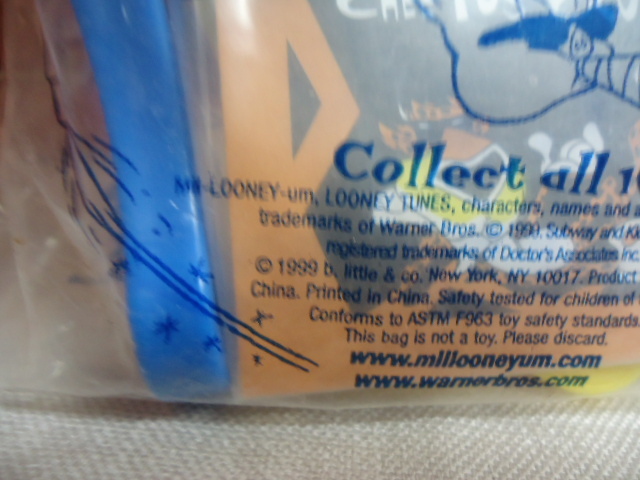 Collect all
Mil-LOONEY-um, LOONEY TUNES, characters, names and
trademarks of Warner Bros. © 1999. Subway and
registered trademarks of Doctor's Associates Inc.
© 1999 b. little & co. New York, NY 10017. Product
China. Printed in China. Safety tested for children of
Conforms to ASTM F963 toy safety standards.
This bag is not a toy. Please discard.
www.millooneyum.com
www.warnerbros.com